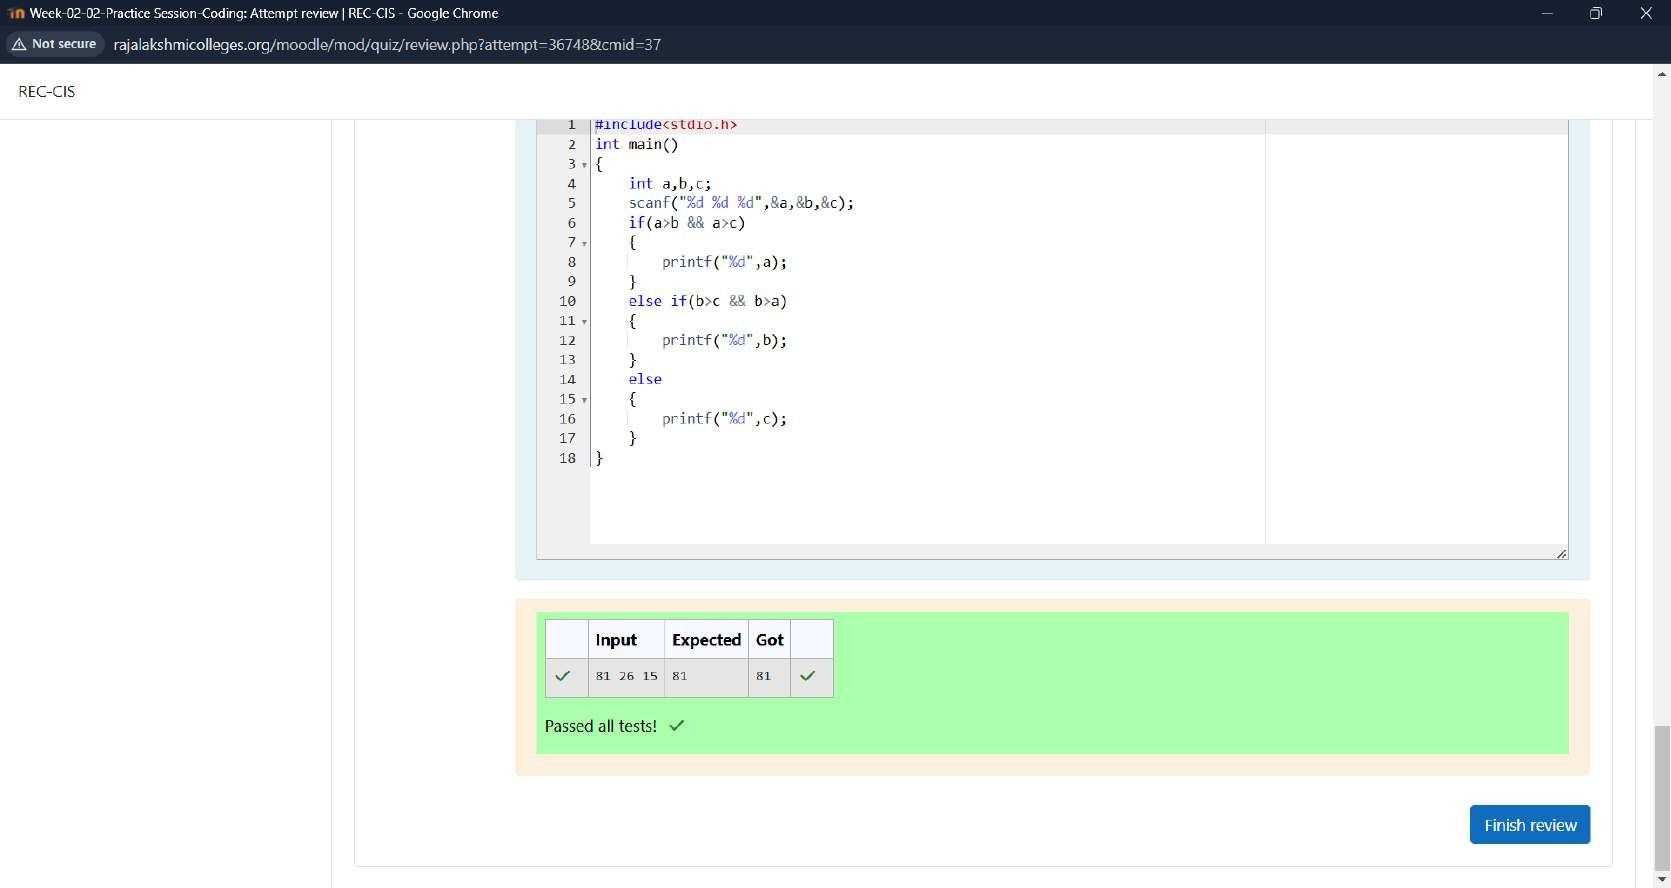 Week-02-02-Practice Session-Coding: Attempt review | REC-CIS - Google Chrome
Not secure rajalakshmicolleges.org/moodle/mod/quiz/review.php?attempt=36748&cmid=37
REC-CIS
1 #include<stdio.h>
2 int main()
3 {
4 int a,b,c;
5 scanf("%d %d %d",&a,&b,&c);
6 if(a>b && a>c)
7 {
8 printf("%d",a);
9 }
10 else if(b>c && b>a)
11 {
12 printf("%d",b);
13 }
14 else
15 {
16 printf("%d",c);
17 }
18 }
Input Expected Got
81 26 15 81 81
Passed all tests!
Finish review